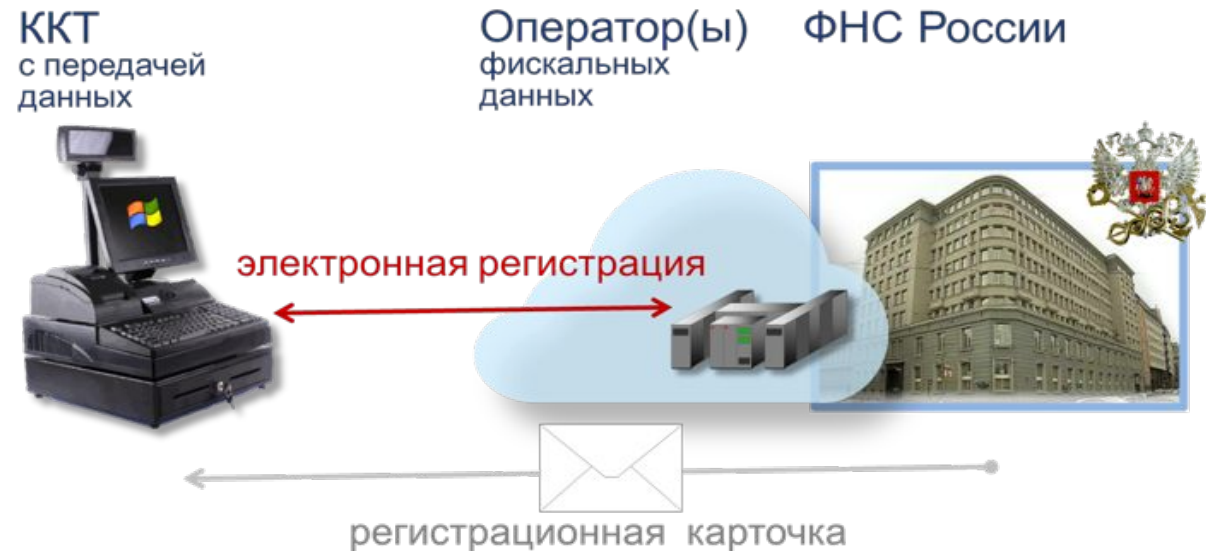 ККТ
с передачей
данных
Оператор(ы)
фискальных
данных
ФНС России
электронная регистрация
регистрационная карточка